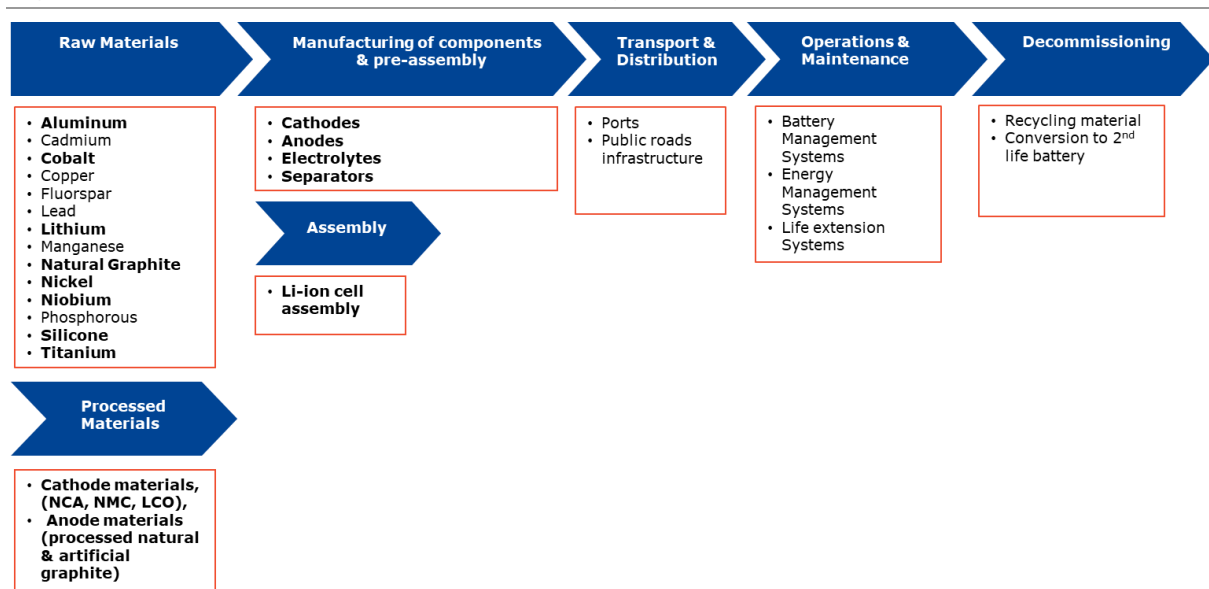 Raw Materials
Manufacturing of components
& pre-assembly
Transport &
Distribution
Operations &
Maintenance
Decommissioning
• Aluminum
• Cadmium
• Cobalt
• Copper
• Fluorspar
• Lead
• Lithium
• Manganese
• Natural Graphite
• Nickel
• Niobium
• Phosphorous
• Silicone
• Titanium
• Cathodes
• Anodes
• Electrolytes
• Separators
• Ports
• Public roads
infrastructure
• Battery
Management
Systems
• Energy
Management
Systems
• Life extension
Systems
• Recycling material
• Conversion to 2nd
life battery
Assembly
• Li-ion cell
assembly
Processed
Materials
• Cathode materials,
(NCA, NMC, LCO),
• Anode materials
(processed natural
& artificial
graphite)